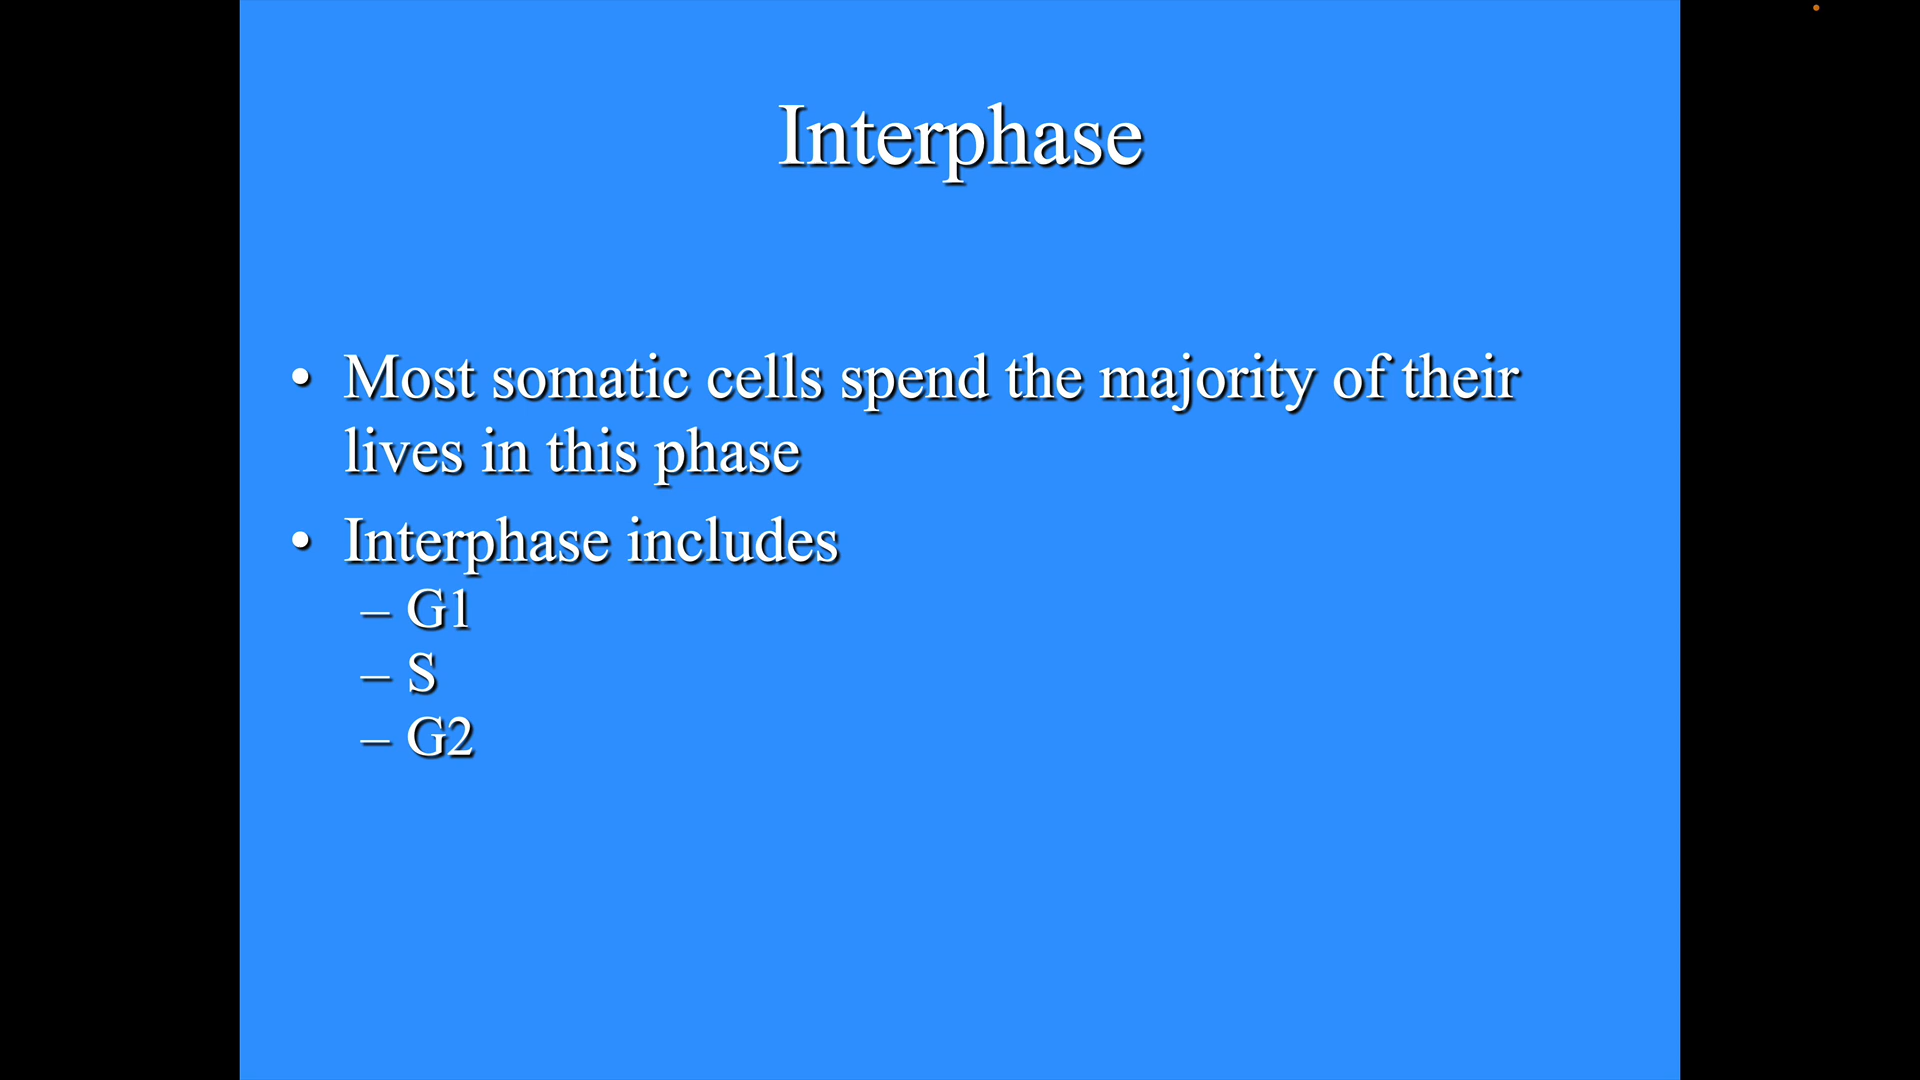 Interphase
• Most somatic cells spend the majority of their
lives in this phase
• Interphase includes
– G1
– S
– G2